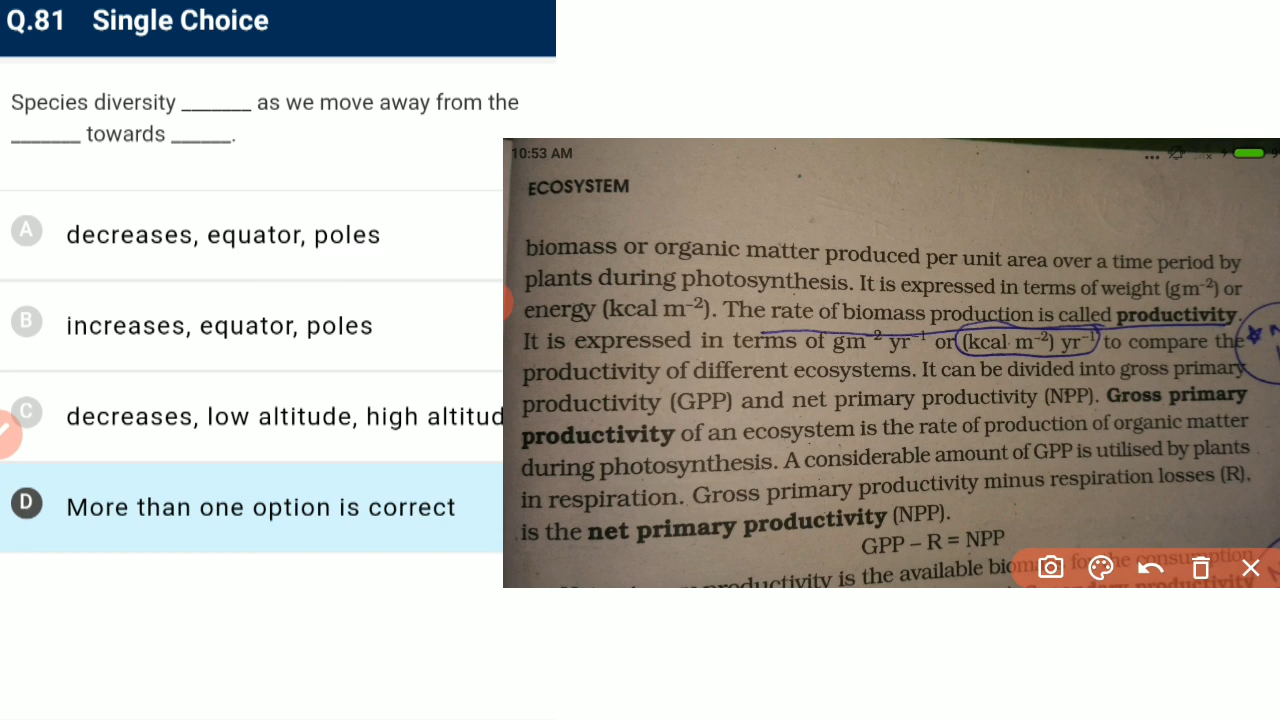 Q.81 Single Choice
Species diversity _______ as we move away from the
_______ towards ______.
A decreases, equator, poles
B increases, equator, poles
C decreases, low altitude, high altitud
D More than one option is correct
10:53 AM
ECOSYSTEM
biomass or organic matter produced per unit area over a time period by
plants during photosynthesis. It is expressed in terms of weight (gm⁻²) or
energy (kcal m⁻²). The rate of biomass production is called productivity.
It is expressed in terms of gm⁻² yr⁻¹ or (kcal m⁻²) yr⁻¹ to compare the
productivity of different ecosystems. It can be divided into gross primary
productivity (GPP) and net primary productivity (NPP). Gross primary
productivity of an ecosystem is the rate of production of organic matter
during photosynthesis. A considerable amount of GPP is utilised by plants
in respiration. Gross primary productivity minus respiration losses (R),
is the net primary productivity (NPP).
GPP – R = NPP
productivity is the available for the consumption
productivity